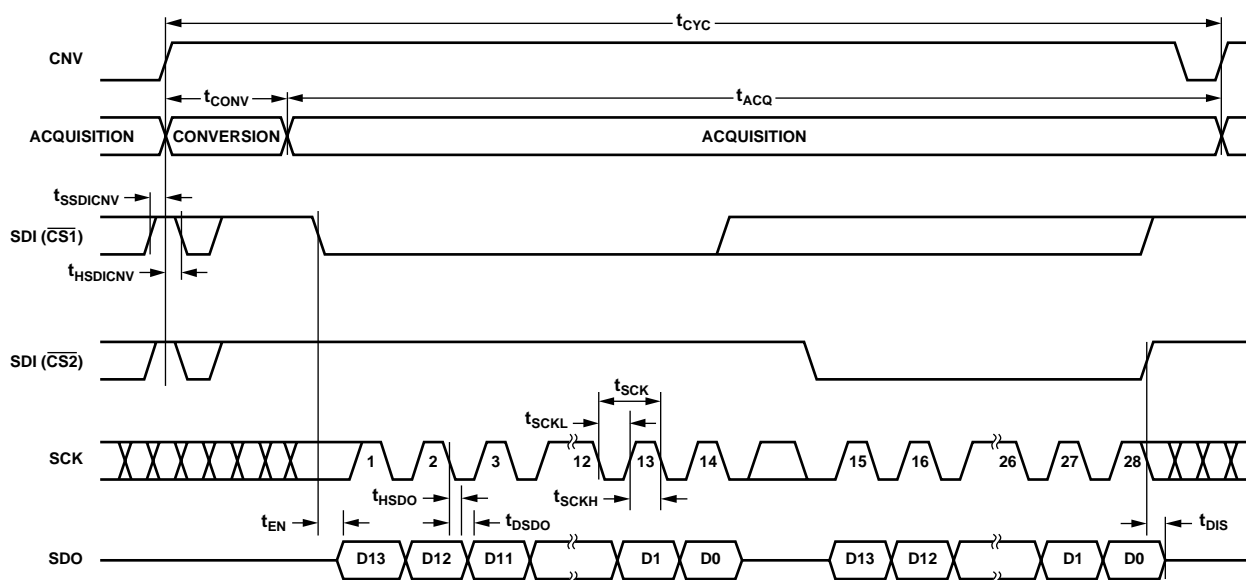 tCYC
CNV
tCONV
tACQ
ACQUISITION CONVERSION ACQUISITION
tSSDICNV
SDI (CS1)
tHSDICNV
SDI (CS2)
tSCK
tSCKL
SCK 1 2 3 12 13 14 15 16 26 27 28
tHSDO tSCKH
tEN tDSDO tDIS
SDO D13 D12 D11 D1 D0 D13 D12 D1 D0